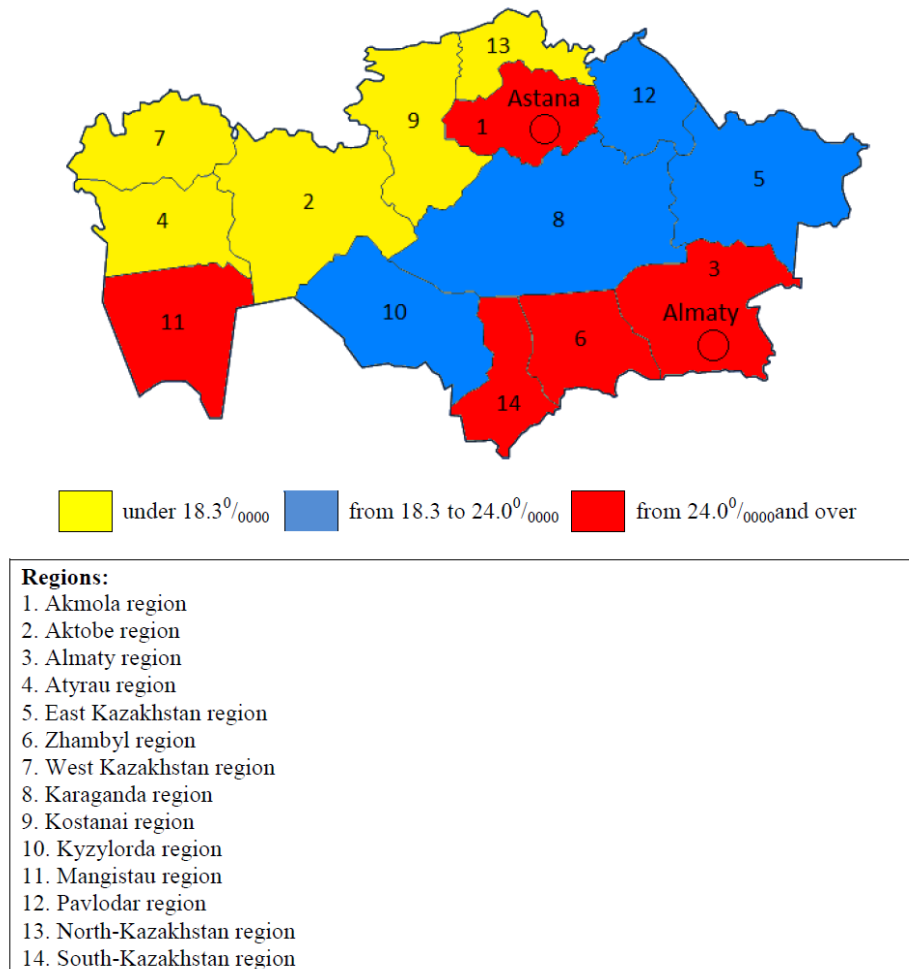 13
Astana
12
7
9
1
5
2
4
8
3
10
Almaty
11
6
14
under 18.3⁰/₀₀₀₀ from 18.3 to 24.0⁰/₀₀₀₀ from 24.0⁰/₀₀₀₀and over
Regions:
1. Akmola region
2. Aktobe region
3. Almaty region
4. Atyrau region
5. East Kazakhstan region
6. Zhambyl region
7. West Kazakhstan region
8. Karaganda region
9. Kostanai region
10. Kyzylorda region
11. Mangistau region
12. Pavlodar region
13. North-Kazakhstan region
14. South-Kazakhstan region